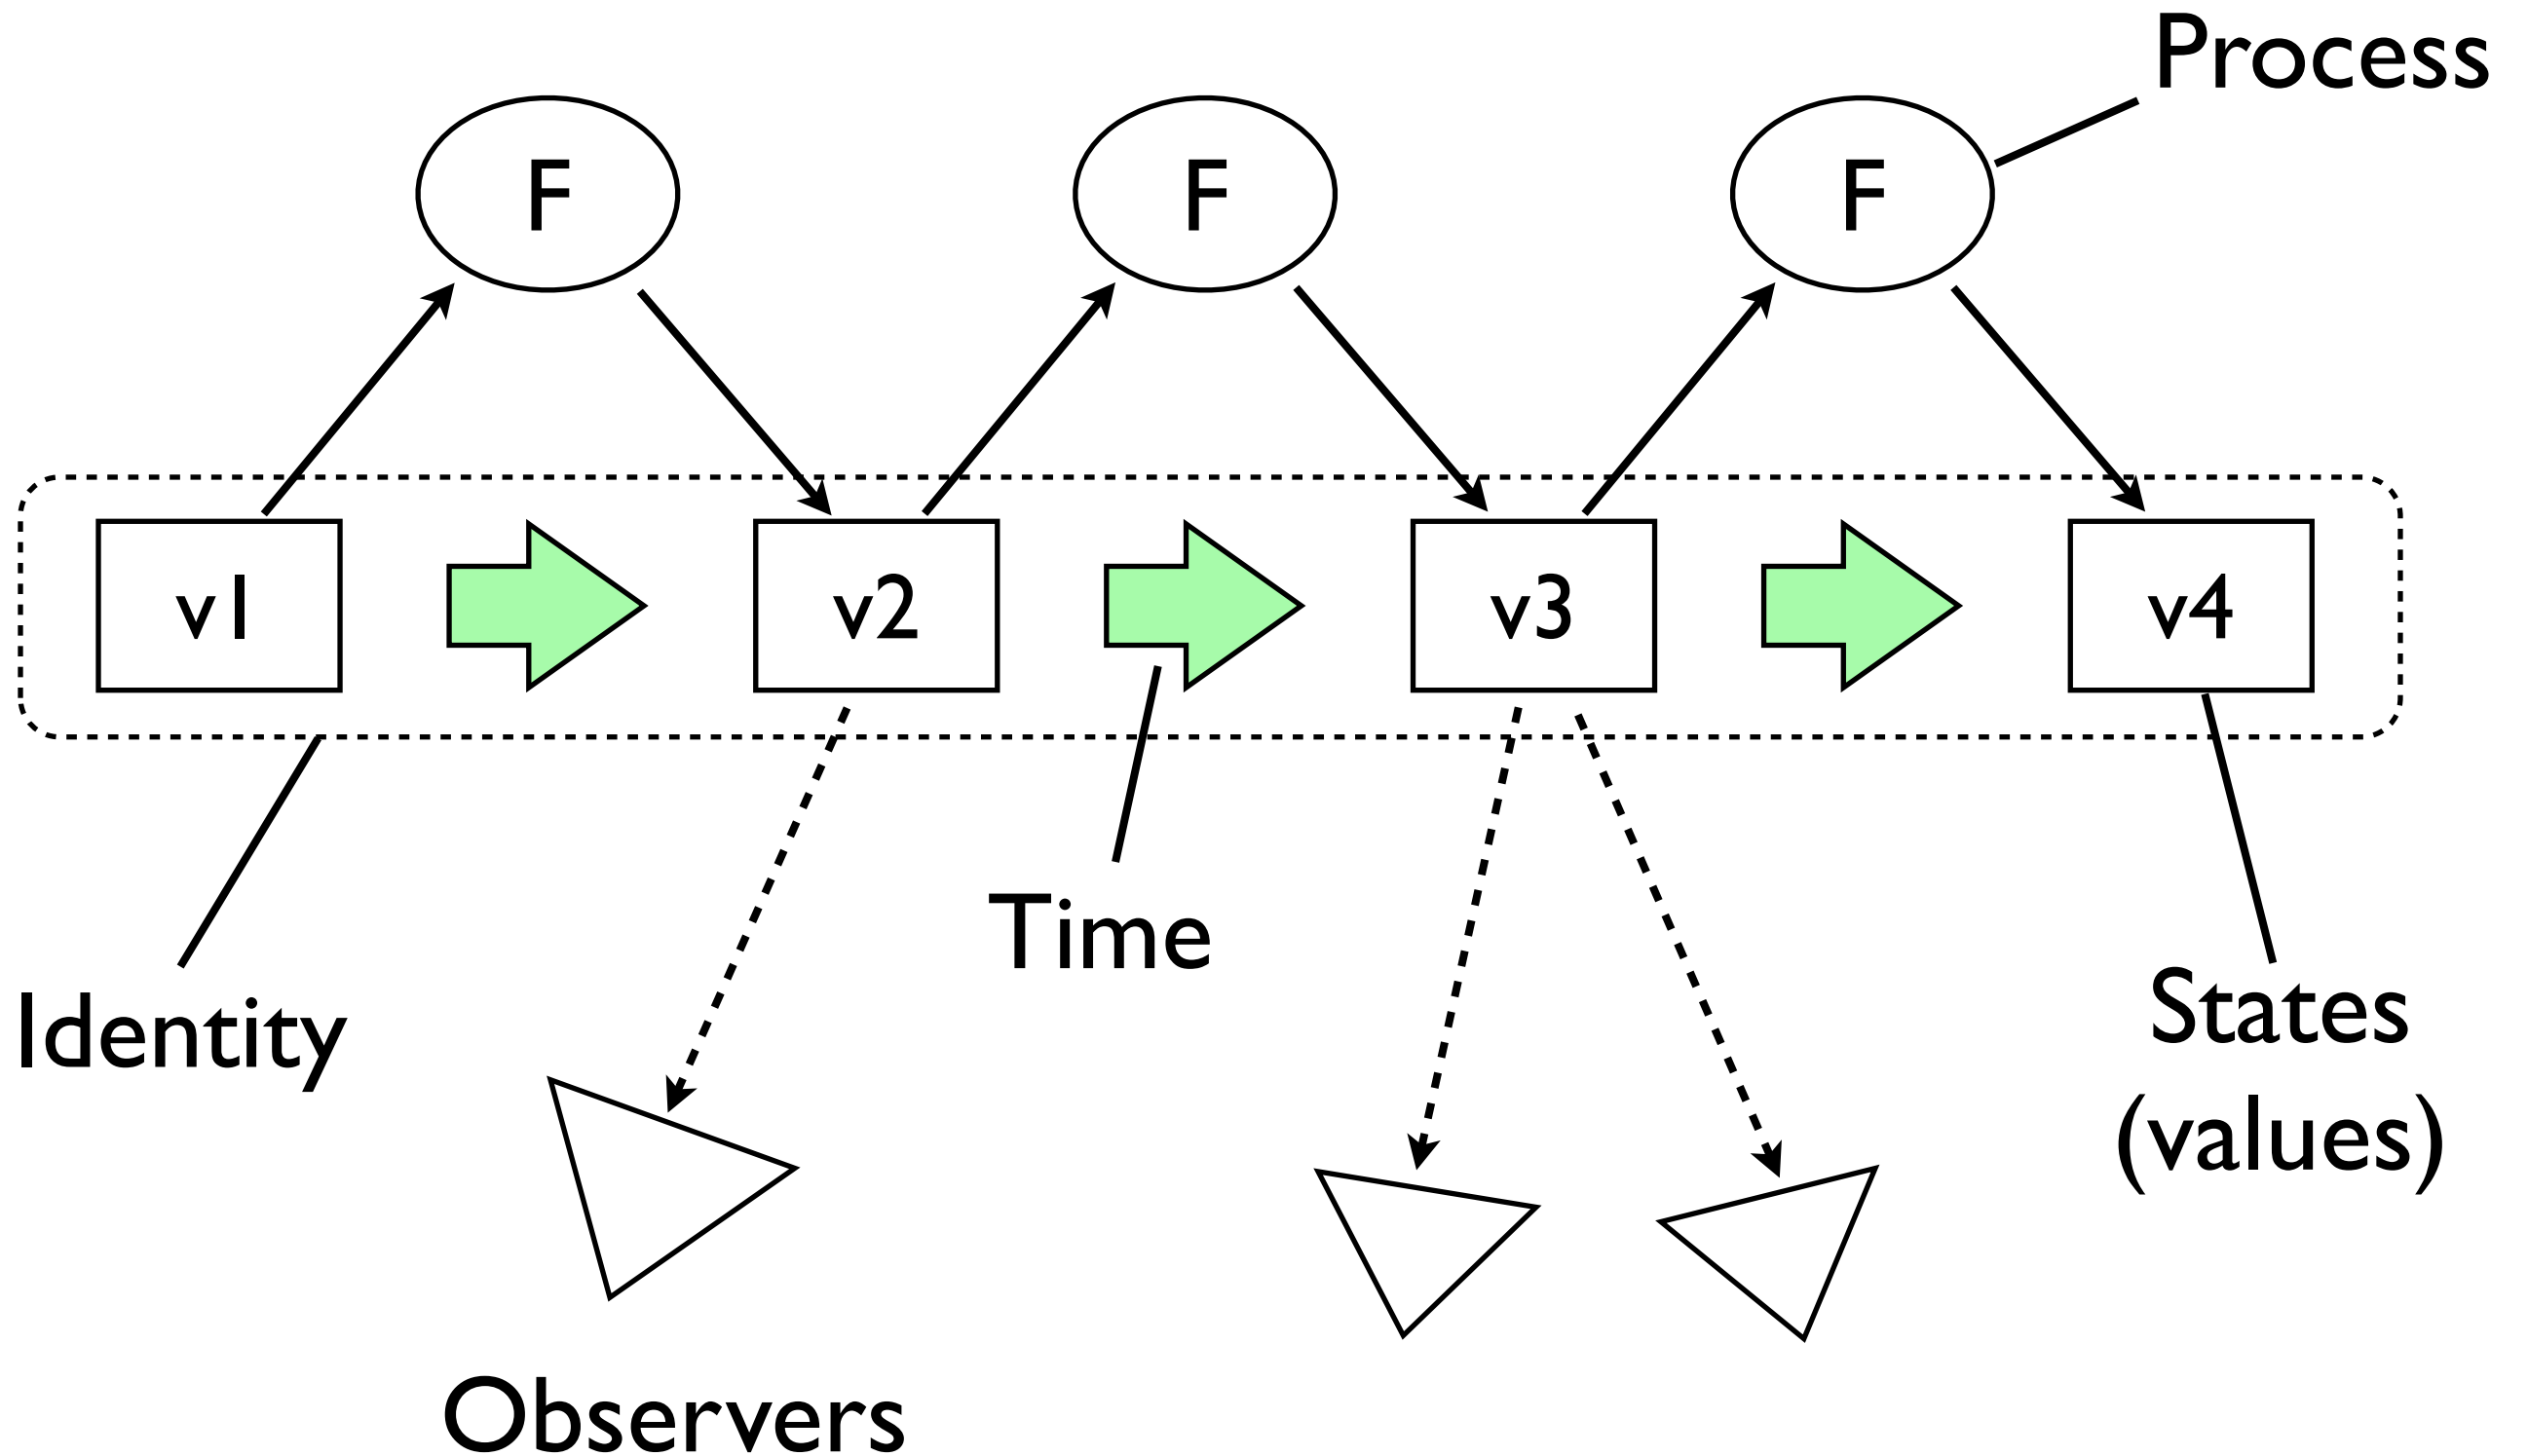 Process
F
F
F
v1
v2
v3
v4
Time
Identity
States
(values)
Observers